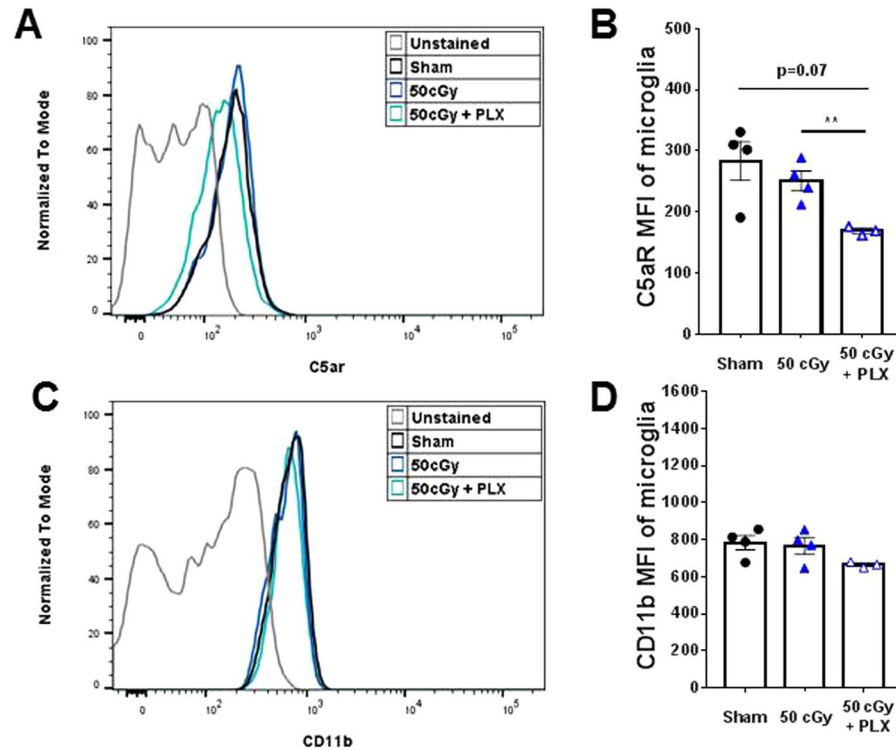 A
Normalized To Mode
100
80
60
40
20
0
0 10² 10³ 10⁴ 10⁵
C5ar
Unstained
Sham
50cGy
50cGy + PLX
B
C5aR MFI of microglia
500
400
300
200
100
0
p=0.07
**
Sham 50 cGy 50 cGy
+ PLX
C
Normalized To Mode
100
80
60
40
20
0
0 10² 10³ 10⁴ 10⁵
CD11b
Unstained
Sham
50cGy
50cGy + PLX
D
CD11b MFI of microglia
1600
1400
1200
1000
800
600
400
200
0
Sham 50 cGy 50 cGy
+ PLX